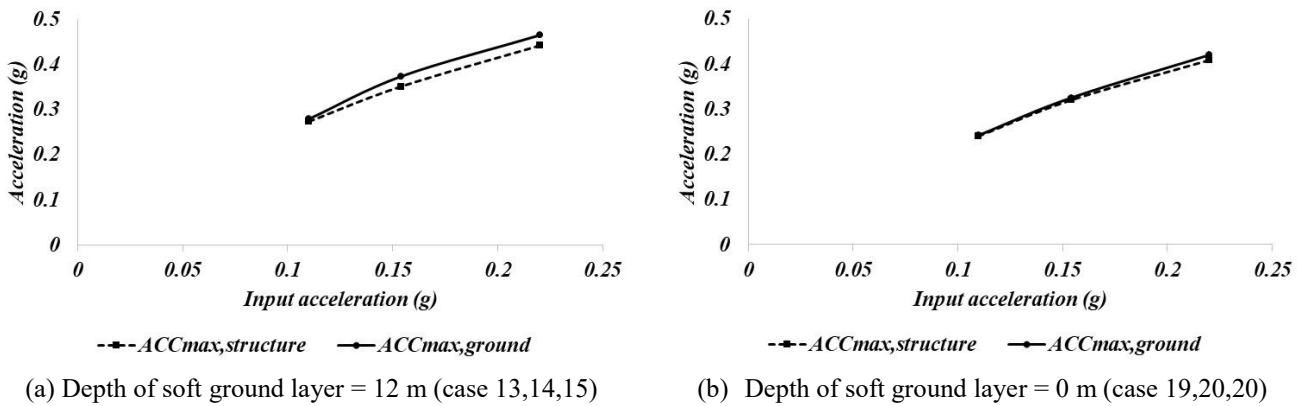 0.5
0.4
0.3
0.2
0.1
0
Acceleration (g)
0 0.05 0.1 0.15 0.2 0.25
Input acceleration (g)
ACCmax,structure ACCmax,ground
(a) Depth of soft ground layer = 12 m (case 13,14,15)
0.5
0.4
0.3
0.2
0.1
0
Acceleration (g)
0 0.05 0.1 0.15 0.2 0.25
Input acceleration (g)
ACCmax,structure ACCmax,ground
(b) Depth of soft ground layer = 0 m (case 19,20,20)